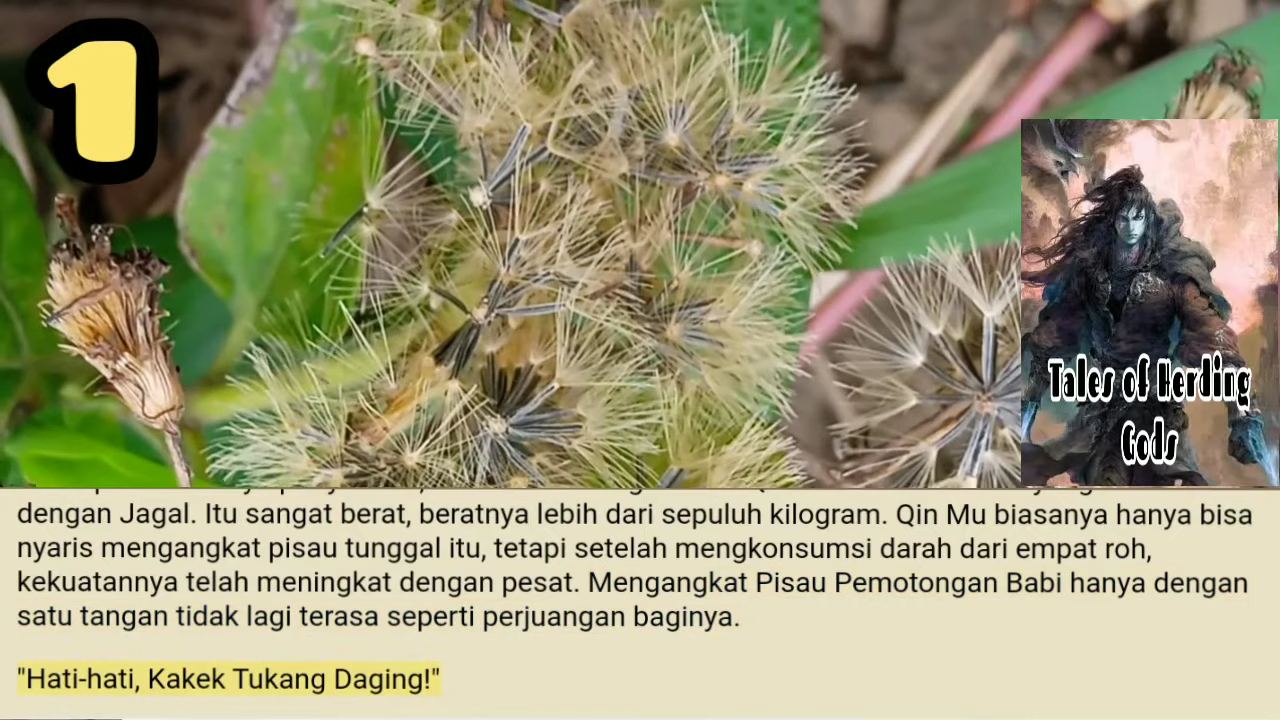 1
Tales of Herding
Gods
dengan Jagal. Itu sangat berat, beratnya lebih dari sepuluh kilogram. Qin Mu biasanya hanya bisa
nyaris mengangkat pisau tunggal itu, tetapi setelah mengkonsumsi darah dari empat roh,
kekuatannya telah meningkat dengan pesat. Mengangkat Pisau Pemotongan Babi hanya dengan
satu tangan tidak lagi terasa seperti perjuangan baginya.
"Hati-hati, Kakek Tukang Daging!"